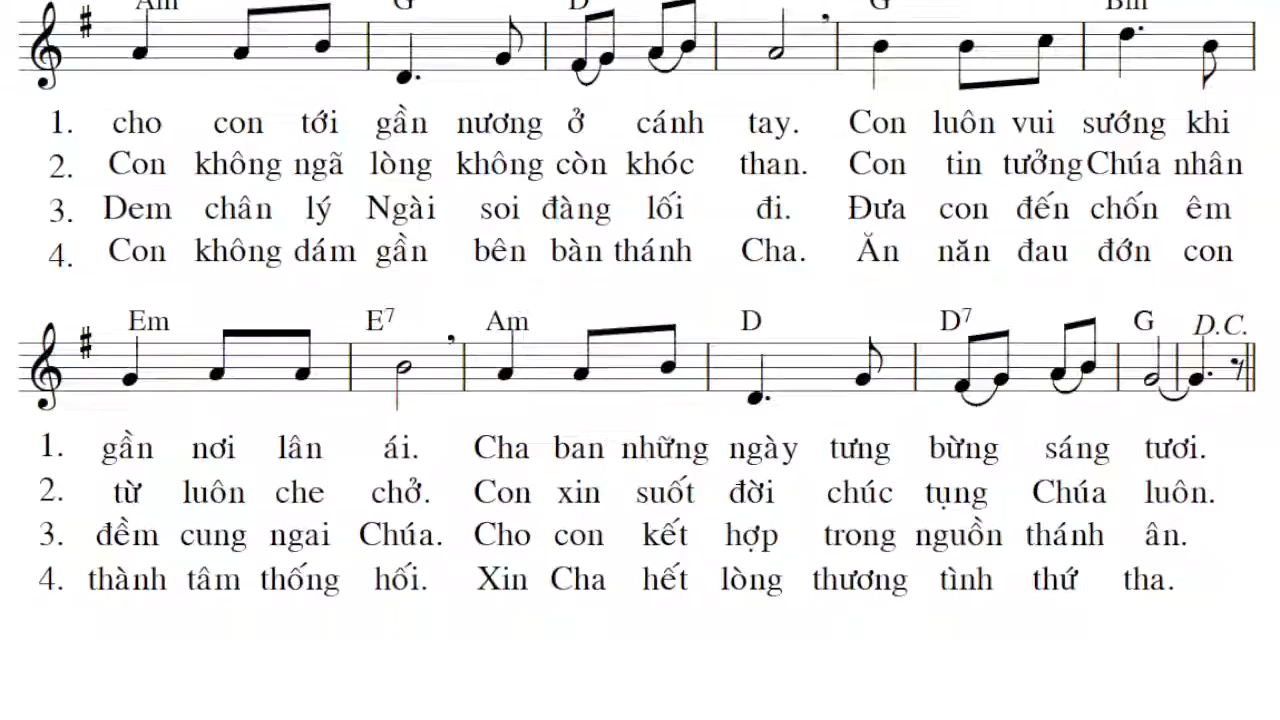 Am G D G Bm
1. cho con tới gần nương ở cánh tay. Con luôn vui sướng khi
2. Con không ngã lòng không còn khóc than. Con tin tưởng Chúa nhân
3. Dem chân lý Ngài soi đàng lối đi. Đưa con đến chốn êm
4. Con không dám gần bên bàn thánh Cha. Ăn năn đau đớn con
Em E7 Am D D7 G D.C.
1. gần nơi lân ái. Cha ban những ngày tưng bừng sáng tươi.
2. từ luôn che chở. Con xin suốt đời chúc tụng Chúa luôn.
3. đềm cung ngai Chúa. Cho con kết hợp trong nguồn thánh ân.
4. thành tâm thống hối. Xin Cha hết lòng thương tình thứ tha.